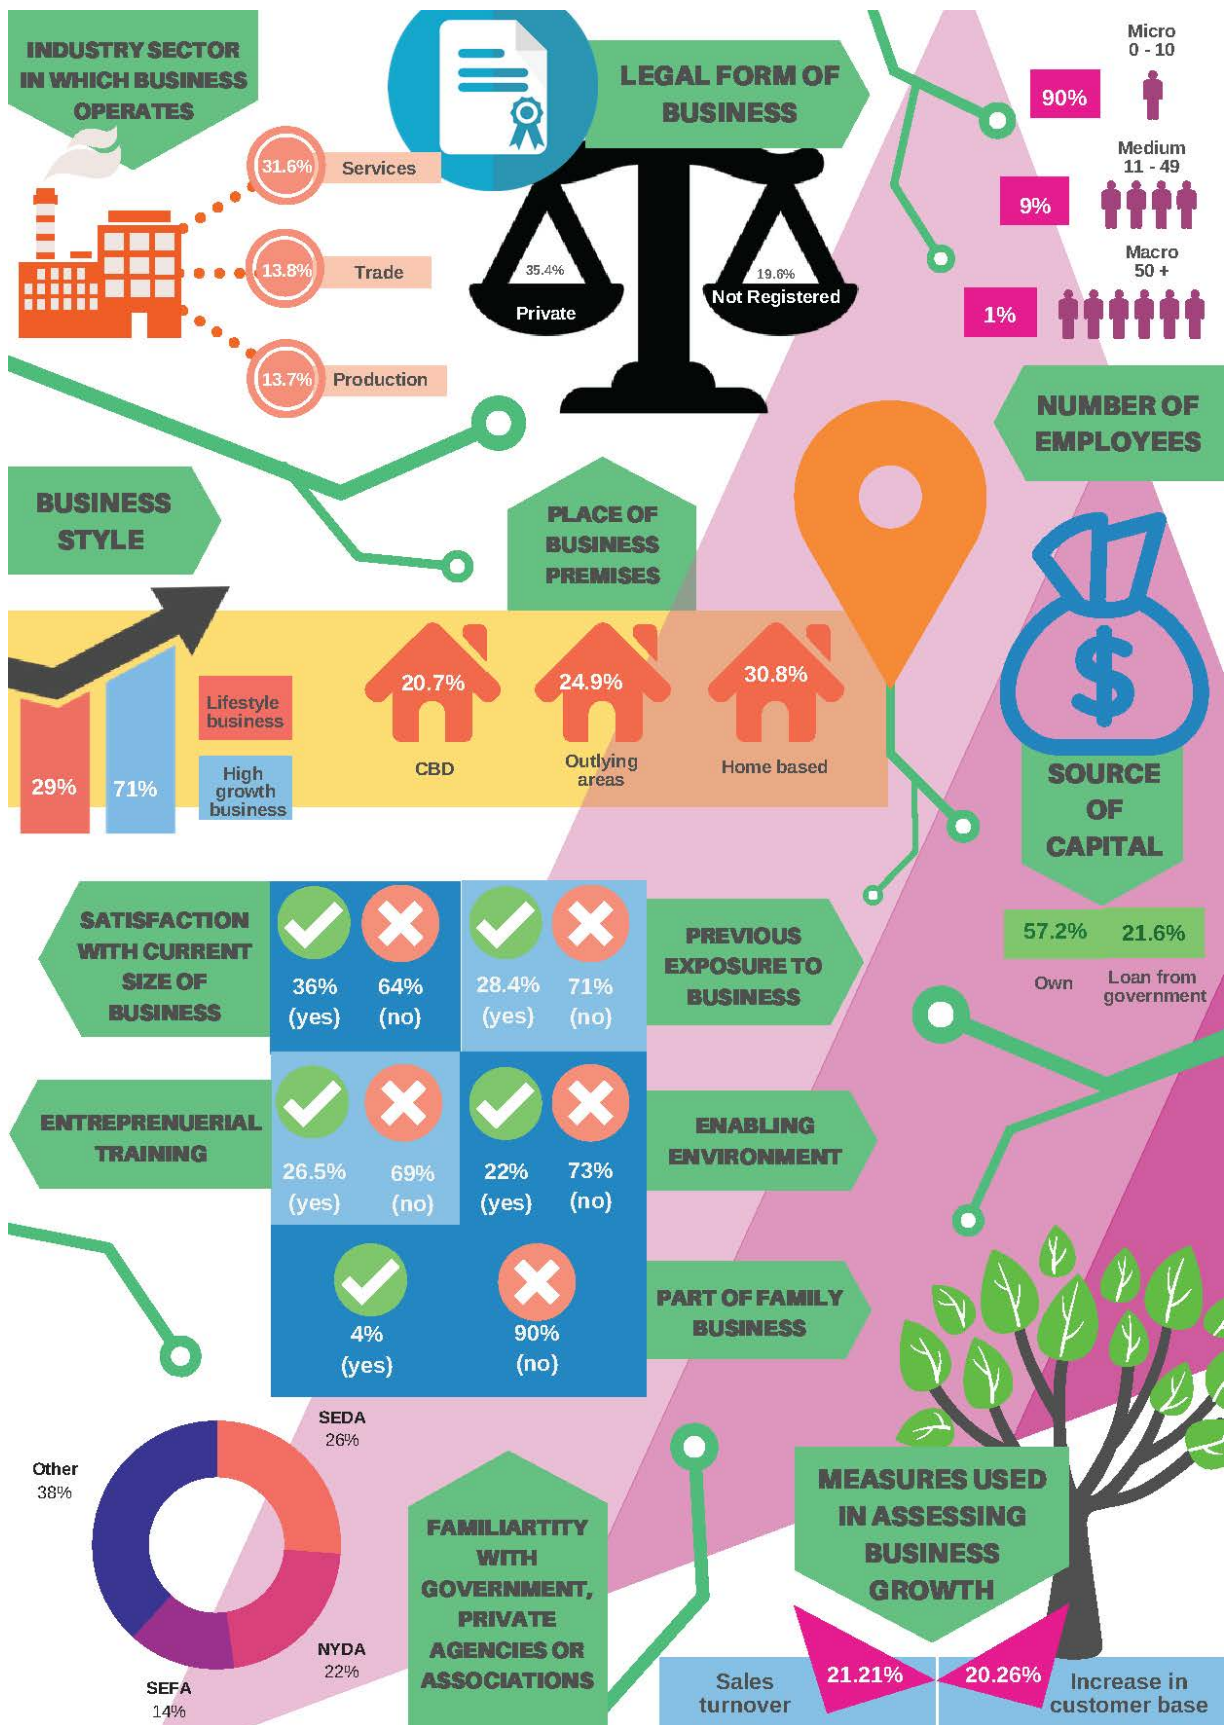 INDUSTRY SECTOR
IN WHICH BUSINESS
OPERATES
31.6%
Services
13.8%
Trade
13.7%
Production
LEGAL FORM OF
BUSINESS
35.4%
Private
19.6%
Not Registered
Micro
0 - 10
90%
Medium
11 - 49
9%
Macro
50 +
1%
NUMBER OF
EMPLOYEES
BUSINESS
STYLE
29%
71%
Lifestyle
business
High
growth
business
PLACE OF
BUSINESS
PREMISES
20.7%
CBD
24.9%
Outlying
areas
30.8%
Home based
$
SOURCE
OF
CAPITAL
57.2%
Own
21.6%
Loan from
government
SATISFACTION
WITH CURRENT
SIZE OF
BUSINESS
36%
(yes)
64%
(no)
28.4%
(yes)
71%
(no)
PREVIOUS
EXPOSURE TO
BUSINESS
ENTREPRENUERIAL
TRAINING
26.5%
(yes)
69%
(no)
22%
(yes)
73%
(no)
ENABLING
ENVIRONMENT
4%
(yes)
90%
(no)
PART OF FAMILY
BUSINESS
SEDA
26%
Other
38%
NYDA
22%
SEFA
14%
FAMILIARTITY
WITH
GOVERNMENT,
PRIVATE
AGENCIES OR
ASSOCIATIONS
MEASURES USED
IN ASSESSING
BUSINESS
GROWTH
Sales
turnover
21.21%
20.26%
Increase in
customer base